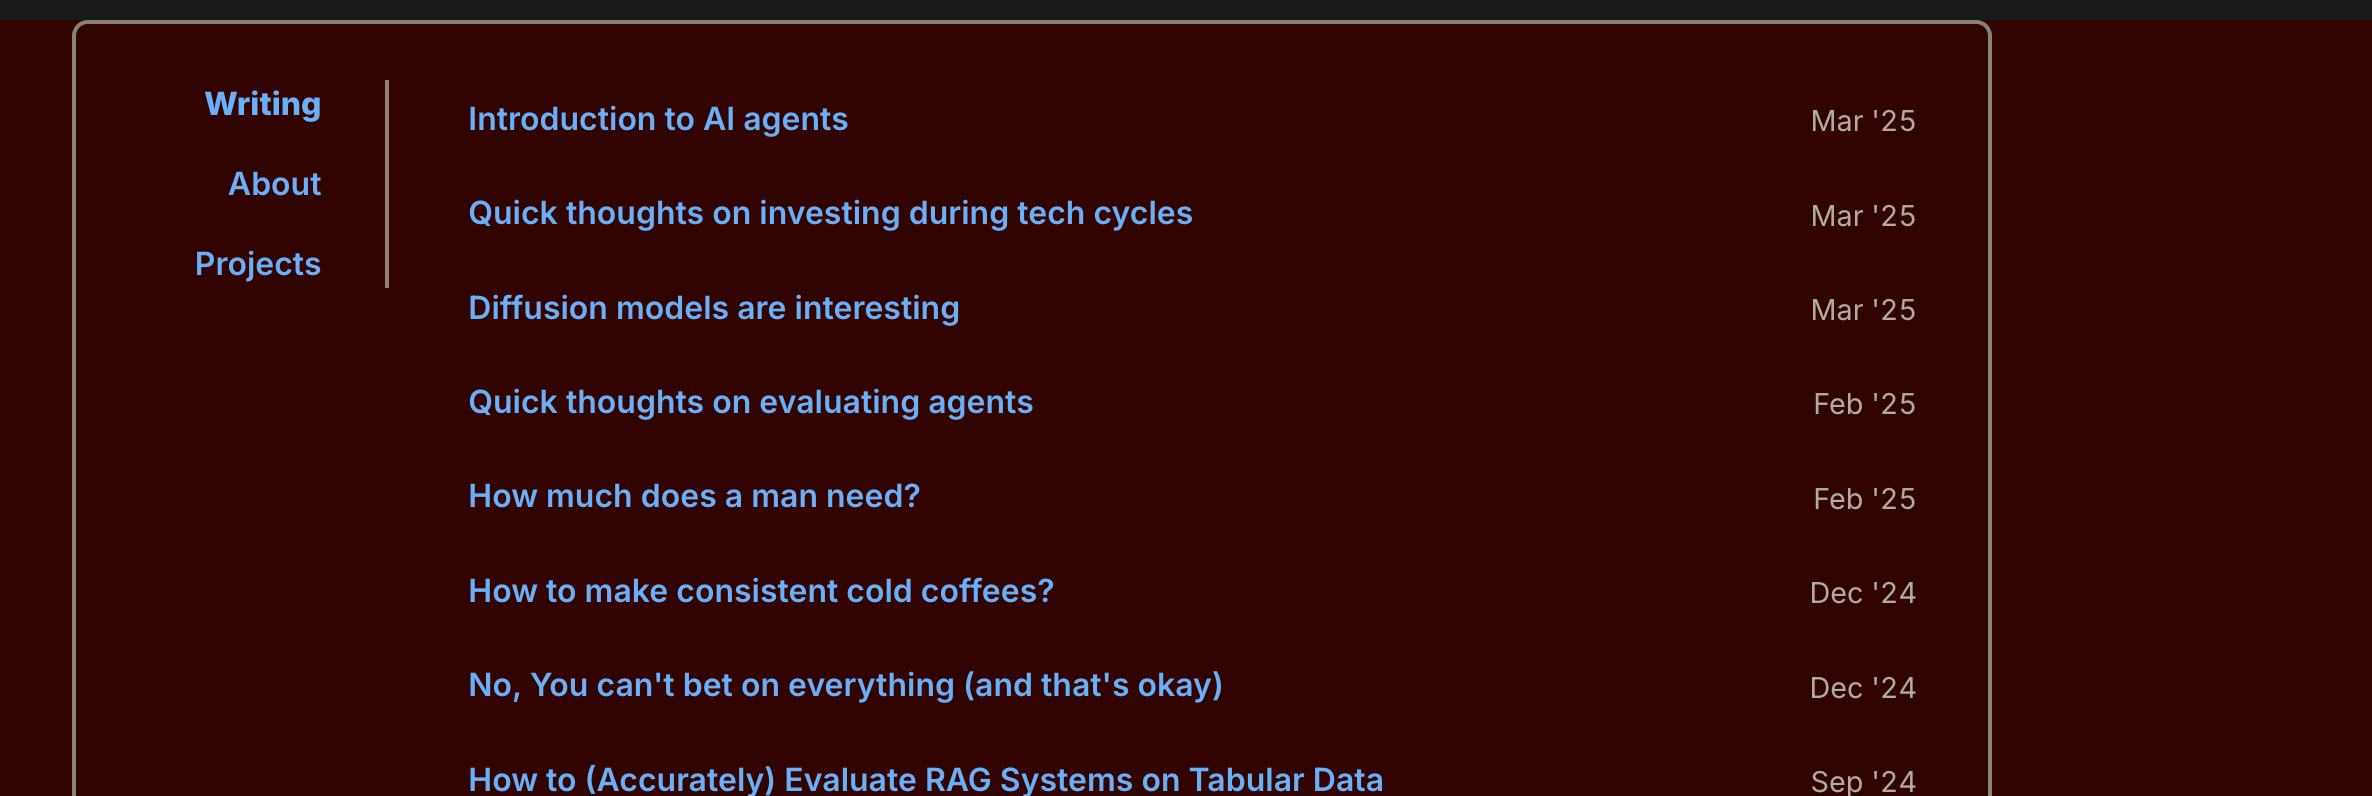 Writing
About
Projects
Introduction to AI agents Mar '25
Quick thoughts on investing during tech cycles Mar '25
Diffusion models are interesting Mar '25
Quick thoughts on evaluating agents Feb '25
How much does a man need? Feb '25
How to make consistent cold coffees? Dec '24
No, You can't bet on everything (and that's okay) Dec '24
How to (Accurately) Evaluate RAG Systems on Tabular Data Sep '24